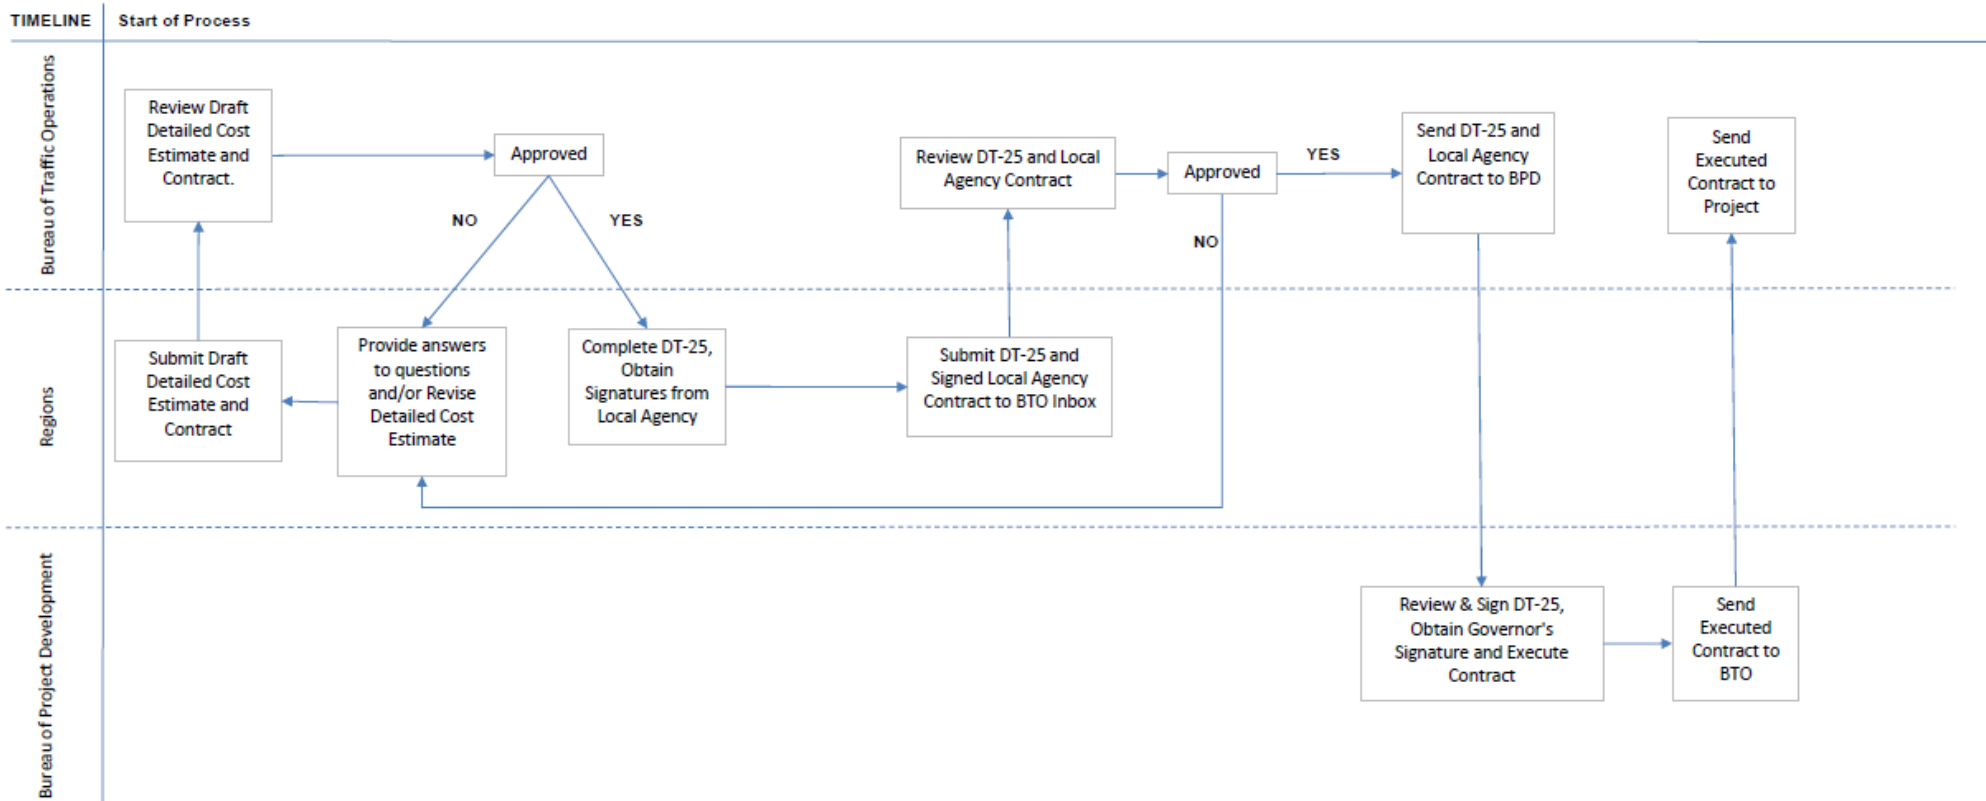 TIMELINE
Start of Process
Bureau of Traffic Operations
Review Draft
Detailed Cost
Estimate and
Contract.
Approved
NO
YES
Review DT-25 and Local
Agency Contract
Approved
YES
NO
Send DT-25 and
Local Agency
Contract to BPD
Send
Executed
Contract to
Project
Regions
Submit Draft
Detailed Cost
Estimate and
Contract
Provide answers
to questions
and/or Revise
Detailed Cost
Estimate
Complete DT-25,
Obtain
Signatures from
Local Agency
Submit DT-25 and
Signed Local Agency
Contract to BTO Inbox
Bureau of Project Development
Review & Sign DT-25,
Obtain Governor's
Signature and Execute
Contract
Send
Executed
Contract to
BTO